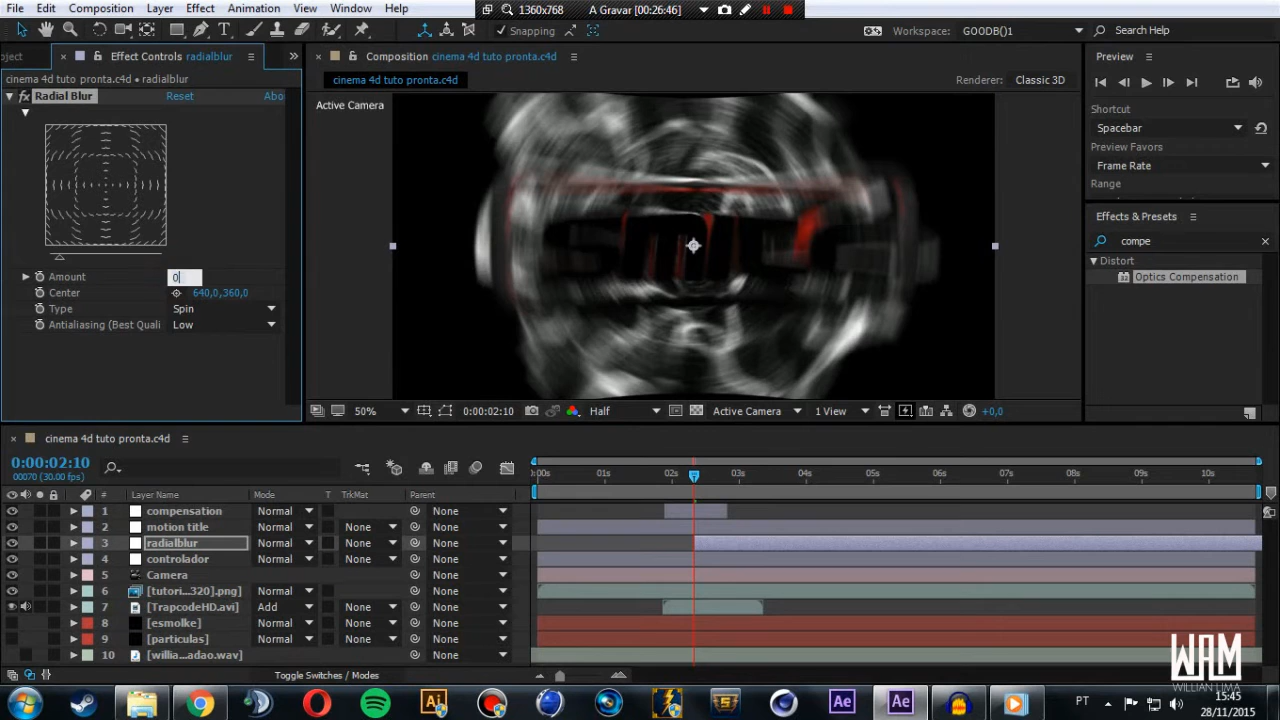 File Edit Composition Layer Effect Animation View Window Help
1360x768 A Gravar (00:26:46)
Snapping Workspace: GOODB()1 Search Help
oject Effect Controls radialblur
cinema 4d tuto pronta.c4d • radialblur
fx Radial Blur Reset Abo
Amount 0
Center 640,0,360,0
Type Spin
Antialiasing (Best Quali Low
Composition cinema 4d tuto pronta.c4d
cinema 4d tuto pronta.c4d Renderer: Classic 3D
Active Camera
50% 0:00:02:10 Half Active Camera 1 View +0,0
Preview
Shortcut
Spacebar
Preview Favors
Frame Rate
Range
Effects & Presets
compe
Distort
Optics Compensation
cinema 4d tuto pronta.c4d
0:00:02:10
00070 (30.00 fps)
:00s 01s 02s 03s 04s 05s 06s 07s 08s 09s 10s
# Layer Name Mode T TrkMat Parent
1 compensation Normal None
2 motion title Normal None None
3 radialblur Normal None None
4 controlador Normal None None
5 Camera None
6 [tutori...320].png] Normal None None
7 [TrapcodeHD.avi] Add None None
8 [esmolke] Normal None None
9 [particulas] Normal None None
10 [willia...adao.wav] None
Toggle Switches / Modes
WAM
WILLIAN LIMA
Ai Ae Ae
PT
15:45
28/11/2015